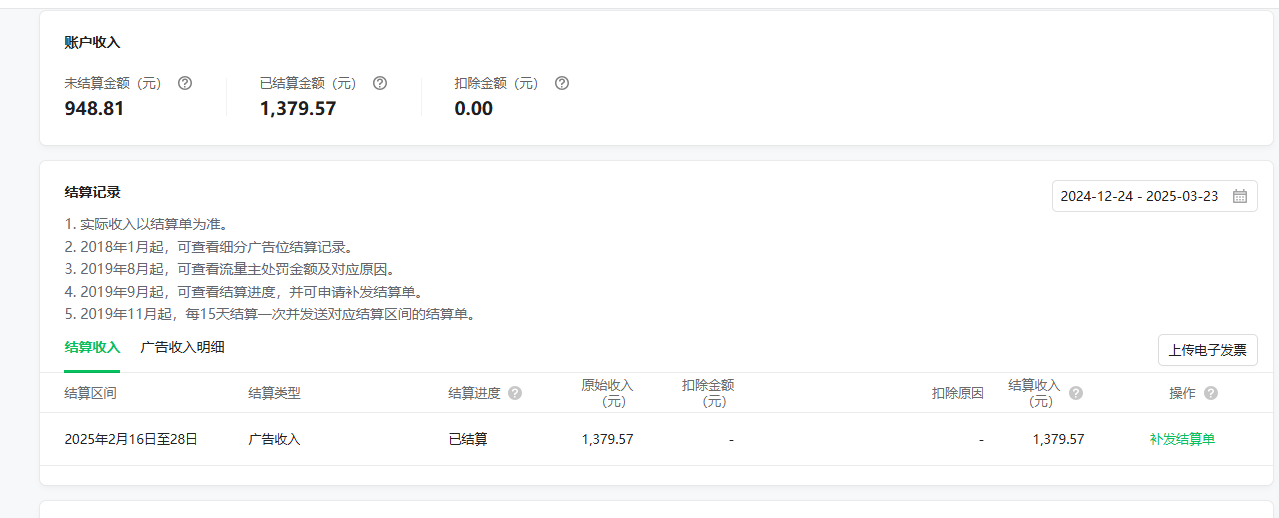 账户收入
未结算金额（元） ?
已结算金额（元） ?
扣除金额（元） ?
948.81
1,379.57
0.00
结算记录
2024-12-24 - 2025-03-23
1. 实际收入以结算单为准。
2. 2018年1月起，可查看细分广告位结算记录。
3. 2019年8月起，可查看流量主处罚金额及对应原因。
4. 2019年9月起，可查看结算进度，并可申请补发结算单。
5. 2019年11月起，每15天结算一次并发送对应结算区间的结算单。
结算收入 广告收入明细
上传电子发票
结算区间 结算类型 结算进度 ? 原始收入（元） 扣除金额（元） 扣除原因 结算收入（元） ? 操作 ?
2025年2月16日至28日 广告收入 已结算 1,379.57 - - 1,379.57 补发结算单